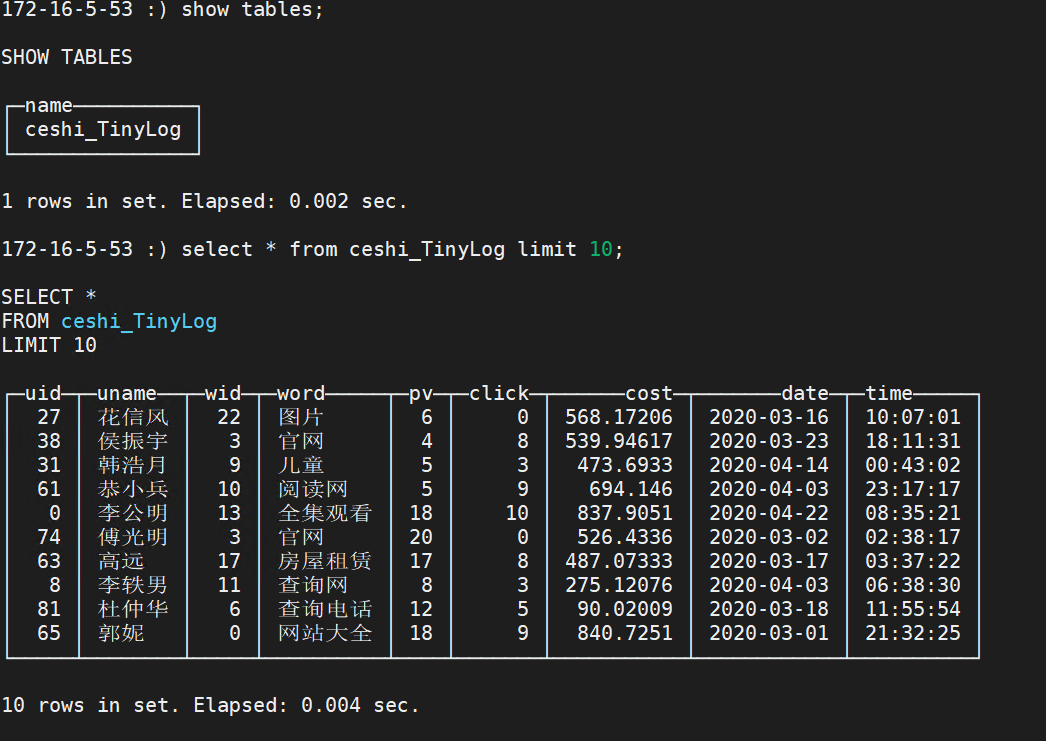 172-16-5-53 :) show tables;
SHOW TABLES
name
ceshi_TinyLog
1 rows in set. Elapsed: 0.002 sec.
172-16-5-53 :) select * from ceshi_TinyLog limit 10;
SELECT *
FROM ceshi_TinyLog
LIMIT 10
uid uname wid word pv click cost date time
27 花信风 22 图片 6 0 568.17206 2020-03-16 10:07:01
38 侯振宇 3 官网 4 8 539.94617 2020-03-23 18:11:31
31 韩浩月 9 儿童 5 3 473.6933 2020-04-14 00:43:02
61 恭小兵 10 阅读网 5 9 694.146 2020-04-03 23:17:17
0 李公明 13 全集观看 18 10 837.9051 2020-04-22 08:35:21
74 傅光明 3 官网 20 0 526.4336 2020-03-02 02:38:17
63 高远 17 房屋租赁 17 8 487.07333 2020-03-17 03:37:22
8 李轶男 11 查询网 8 3 275.12076 2020-04-03 06:38:30
81 杜仲华 6 查询电话 12 5 90.02009 2020-03-18 11:55:54
65 郭妮 0 网站大全 18 9 840.7251 2020-03-01 21:32:25
10 rows in set. Elapsed: 0.004 sec.